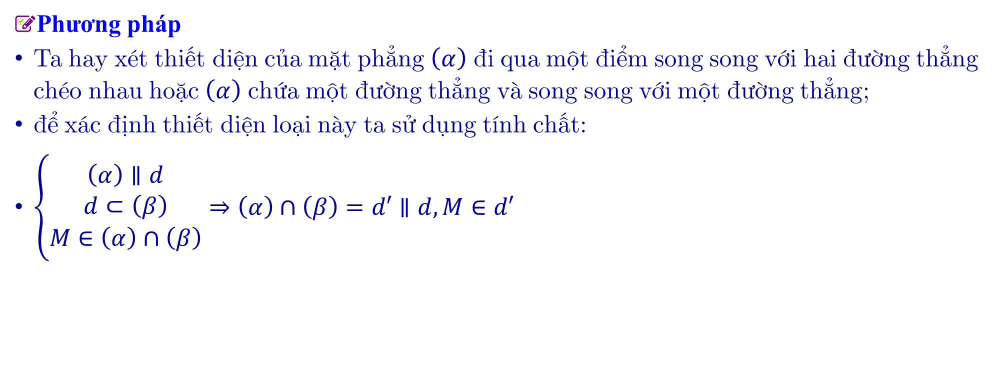 Phương pháp
• Ta hay xét thiết diện của mặt phẳng (α) đi qua một điểm song song với hai đường thẳng
chéo nhau hoặc (α) chứa một đường thẳng và song song với một đường thẳng;
• để xác định thiết diện loại này ta sử dụng tính chất:
(α) ∥ d
• { d ⊂ (β) ⇒ (α) ∩ (β) = d′ ∥ d, M ∈ d′
M ∈ (α) ∩ (β)